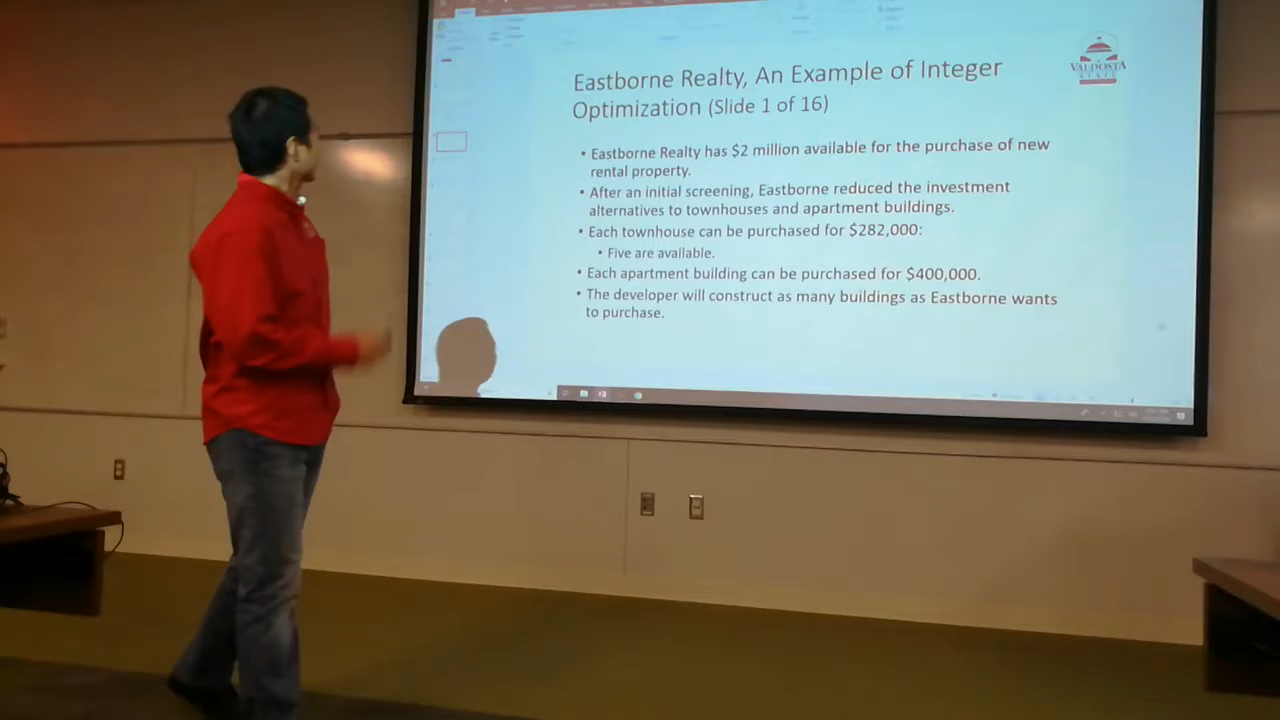 Eastborne Realty, An Example of Integer
Optimization (Slide 1 of 16)
VALDOSTA
STATE
• Eastborne Realty has $2 million available for the purchase of new
rental property.
• After an initial screening, Eastborne reduced the investment
alternatives to townhouses and apartment buildings.
• Each townhouse can be purchased for $282,000:
• Five are available.
• Each apartment building can be purchased for $400,000.
• The developer will construct as many buildings as Eastborne wants
to purchase.